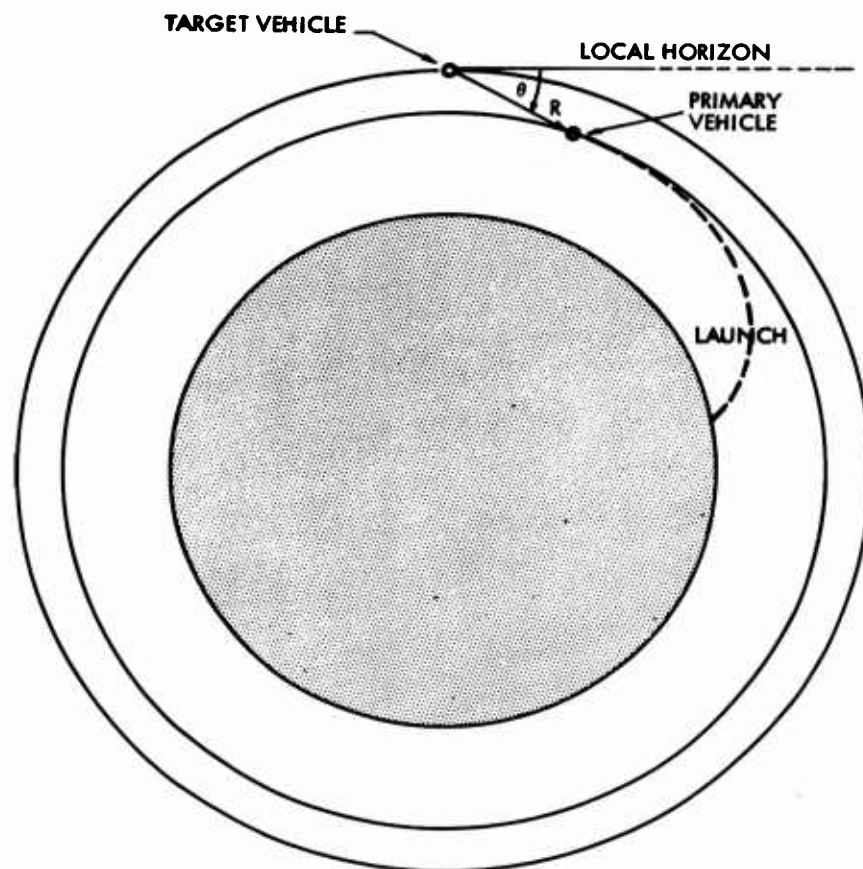 TARGET VEHICLE
LOCAL HORIZON
θ
R
PRIMARY
VEHICLE
LAUNCH